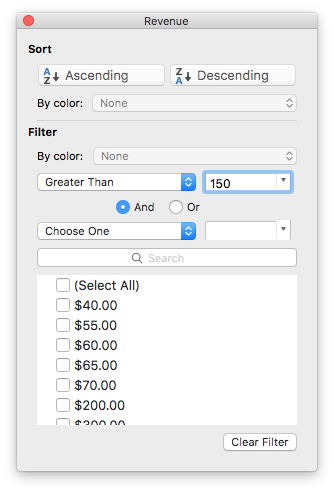 Revenue
Sort
A Z Ascending
Z A Descending
By color: None
Filter
By color: None
Greater Than 150
And Or
Choose One
Search
(Select All)
$40.00
$55.00
$60.00
$65.00
$70.00
$200.00
$300.00
Clear Filter